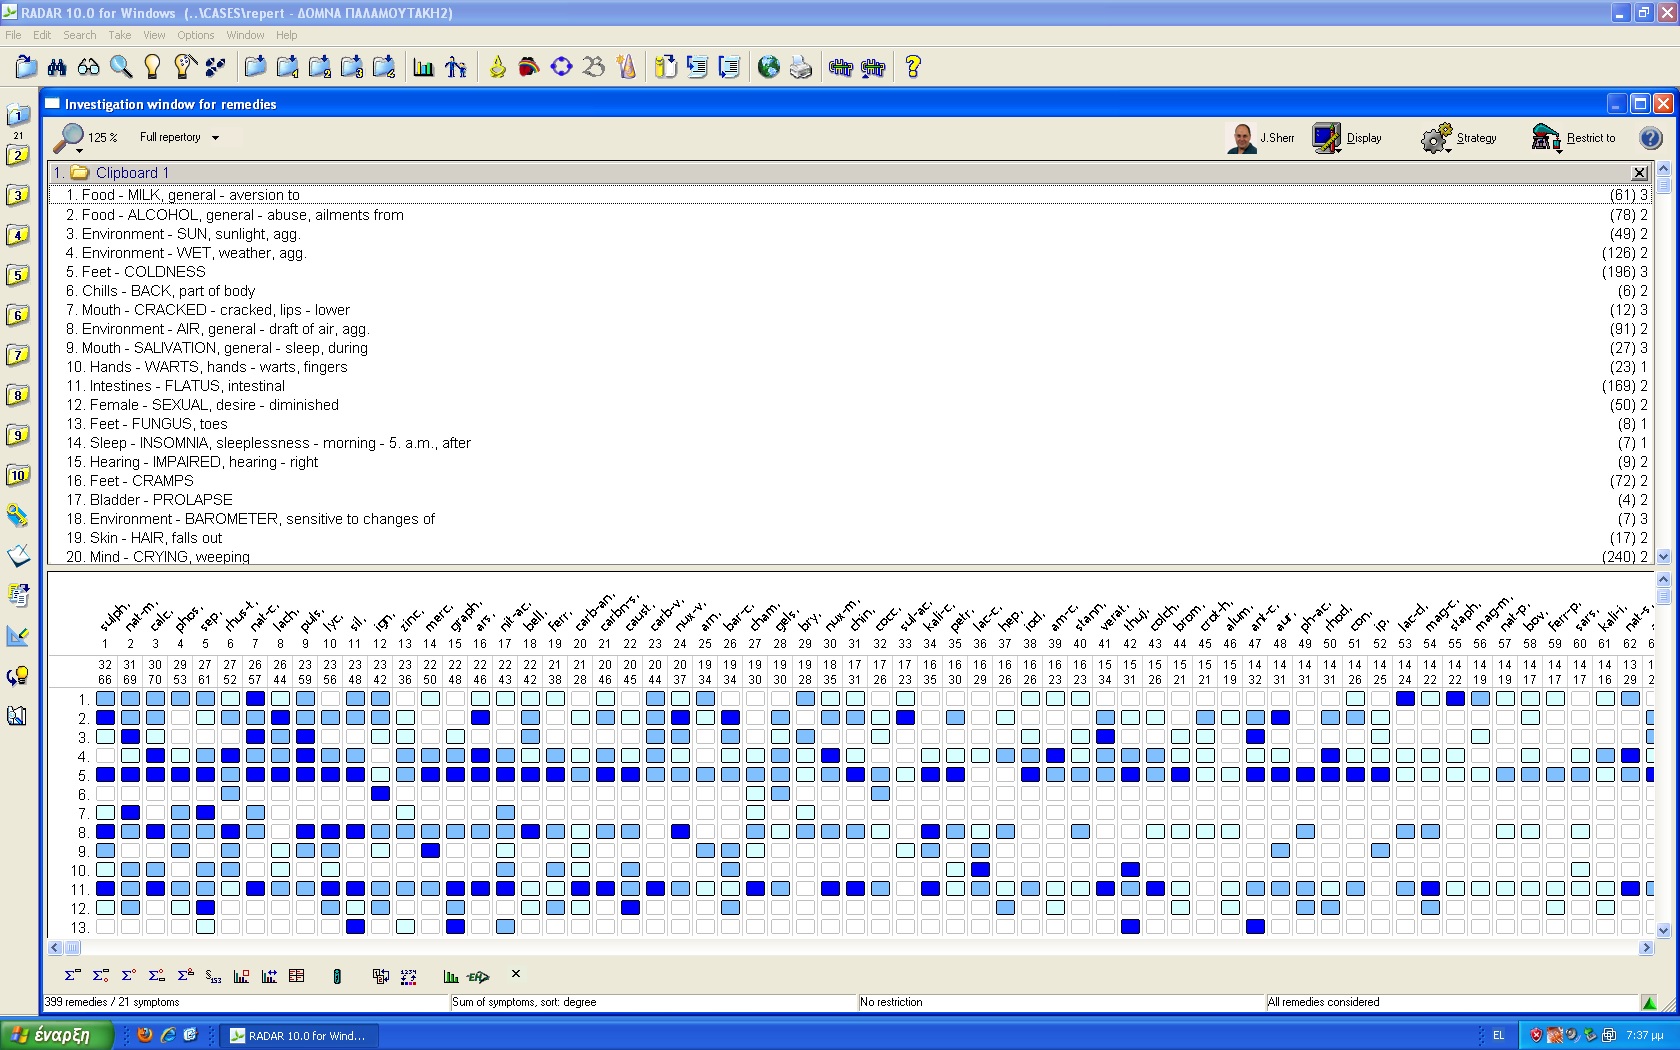 RADAR 10.0 for Windows (..\CASES\repert - ΔΟΜΝΑ ΠΑΛΑΜΟΥΤΑΚΗ2)
File Edit Search Take View Options Window Help
Investigation window for remedies
125 % Full repertory J.Sherr Display Strategy Restrict to
1. Clipboard 1
1. Food - MILK, general - aversion to (61) 3
2. Food - ALCOHOL, general - abuse, ailments from (78) 2
3. Environment - SUN, sunlight, agg. (49) 2
4. Environment - WET, weather, agg. (126) 2
5. Feet - COLDNESS (196) 3
6. Chills - BACK, part of body (6) 2
7. Mouth - CRACKED - cracked, lips - lower (12) 3
8. Environment - AIR, general - draft of air, agg. (91) 2
9. Mouth - SALIVATION, general - sleep, during (27) 3
10. Hands - WARTS, hands - warts, fingers (23) 1
11. Intestines - FLATUS, intestinal (169) 2
12. Female - SEXUAL, desire - diminished (50) 2
13. Feet - FUNGUS, toes (8) 1
14. Sleep - INSOMNIA, sleeplessness - morning - 5. a.m., after (7) 1
15. Hearing - IMPAIRED, hearing - right (9) 2
16. Feet - CRAMPS (72) 2
17. Bladder - PROLAPSE (4) 2
18. Environment - BAROMETER, sensitive to changes of (7) 3
19. Skin - HAIR, falls out (17) 2
20. Mind - CRYING, weeping (240) 2
sulph. nat-m. calc. phos. sep. rhus-t. nat-c. lach. puls. lyc. sil. ign. zinc. merc. graph. ars. nit-ac. bell. ferr. carb-an. carbn-s. caust. carb-v. nux-v. arn. bar-c. cham. gels. bry. nux-m. chin. cocc. sul-ac. kali-c. petr. lac-c. hep. iod. am-c. stann. verat. thuj. colch. brom. crot-h. alum. ant-c. aur. ph-ac. rhod. con. ip. lac-d. mag-c. staph. mag-m. nat-p. bov. ferr-p. sars. kali-i. nat-s.
1 2 3 4 5 6 7 8 9 10 11 12 13 14 15 16 17 18 19 20 21 22 23 24 25 26 27 28 29 30 31 32 33 34 35 36 37 38 39 40 41 42 43 44 45 46 47 48 49 50 51 52 53 54 55 56 57 58 59 60 61 62
32 31 30 29 27 27 26 26 23 23 23 23 23 22 22 22 22 22 21 20 20 20 20 20 19 19 19 19 19 18 17 17 17 16 16 16 16 16 15 15 15 15 15 15 15 15 14 14 14 14 14 14 14 14 14 14 14 14 14 14 14 13
66 69 70 53 61 52 57 44 59 56 48 42 36 50 48 46 43 42 38 28 46 45 44 37 34 34 30 30 28 31 31 26 23 35 30 29 26 26 23 23 34 31 26 21 21 19 32 31 31 31 26 25 24 22 22 19 19 18 17 17 16 29
1.
2.
3.
4.
5.
6.
7.
8.
9.
10.
11.
12.
13.
399 remedies / 21 symptoms Sum of symptoms, sort: degree No restriction All remedies considered
έναρξη RADAR 10.0 for Wind... EL 7:37 μμ
1
21
2
3
4
5
6
7
8
9
10